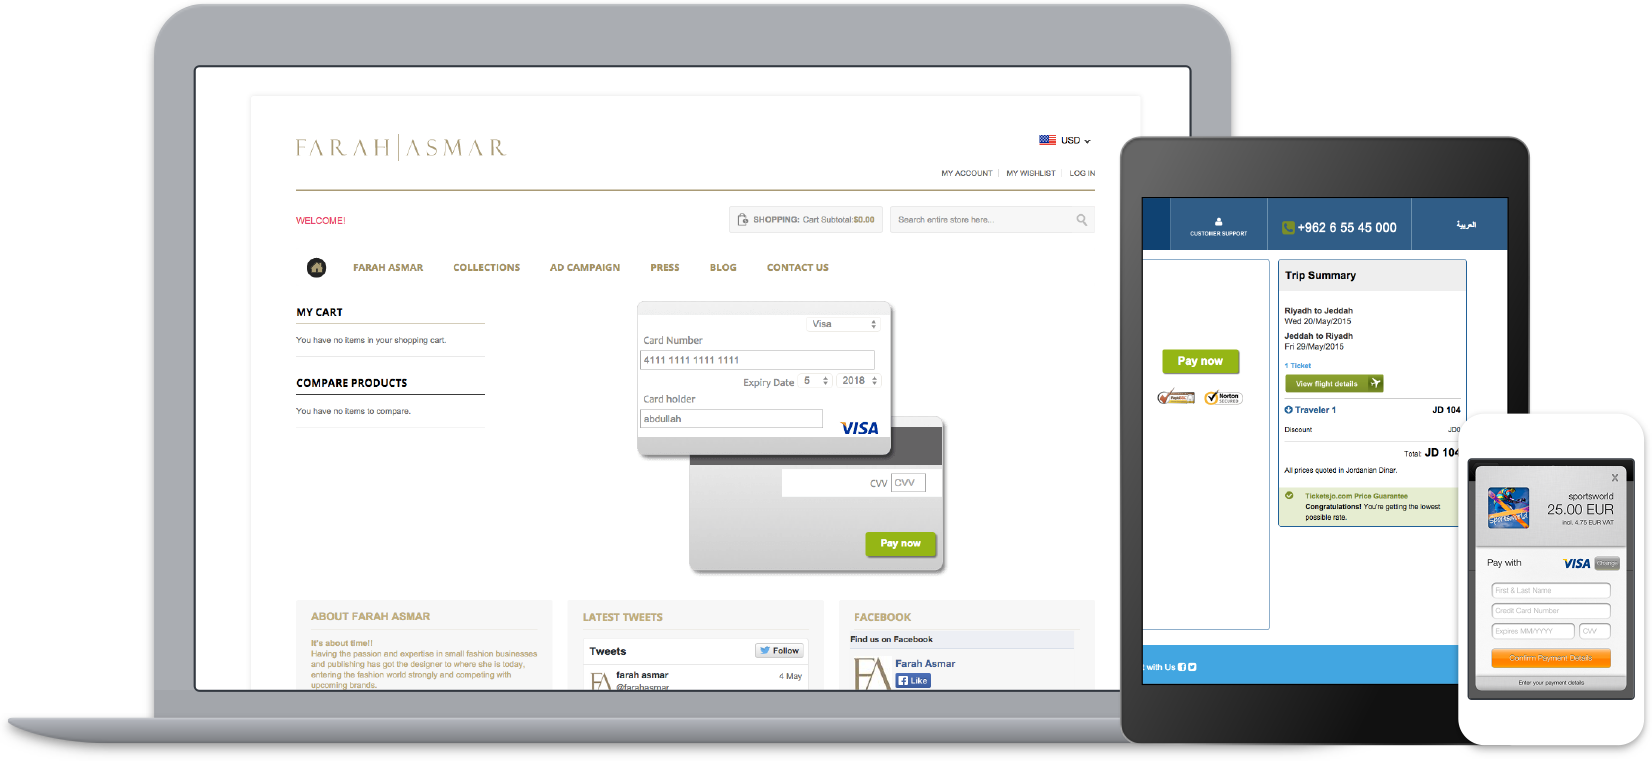 FARAH ASMAR
USD
MY ACCOUNT
MY WISHLIST
LOG IN
WELCOME!
SHOPPING: Cart Subtotal:$0.00
Search entire store here...
FARAH ASMAR
COLLECTIONS
AD CAMPAIGN
PRESS
BLOG
CONTACT US
MY CART
You have no items in your shopping cart.
COMPARE PRODUCTS
You have no items to compare.
Visa
Card Number
4111 1111 1111 1111
Expiry Date 5 2018
Card holder
abdullah
VISA
CVV CVV
Pay now
ABOUT FARAH ASMAR
It's about time!!
Having the passion and expertise in small fashion businesses
and publishing has got the designer to where she is today,
entering the fashion world strongly and competing with
upcoming brands.
LATEST TWEETS
Tweets
Follow
farah asmar
4 May
@farahasmar
FACEBOOK
Find us on Facebook
FA
Farah Asmar
Like
CUSTOMER SUPPORT
+962 6 55 45 000
العربية
Pay now
Norton
SECURED
Trip Summary
Riyadh to Jeddah
Wed 20/May/2015
Jeddah to Riyadh
Fri 29/May/2015
1 Ticket
View flight details
Traveler 1 JD 104
Discount JD0
Total: JD 104
All prices quoted in Jordanian Dinar.
Ticketsjo.com Price Guarantee
Congratulations! You're getting the lowest
possible rate.
with Us
X
sportsworld
25.00 EUR
incl. 4.75 EUR VAT
Sportsworld
Pay with VISA Change
First & Last Name
Credit Card Number
Expires MM/YYYY CVV
Confirm Payment Details
Enter your payment details